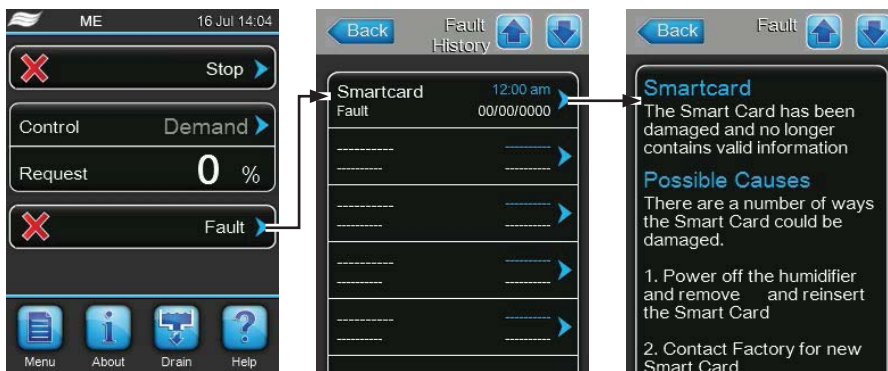 ME 16 Jul 14:04
Stop
Control Demand
Request 0 %
Fault
Menu About Drain Help
Back Fault
History
Smartcard 12:00 am
Fault 00/00/0000
---------- ----------
---------- ----------
---------- ----------
---------- ----------
---------- ----------
---------- ----------
---------- ----------
---------- ----------
Back Fault
Smartcard
The Smart Card has been
damaged and no longer
contains valid information
Possible Causes
There are a number of ways
the Smart Card could be
damaged.
1. Power off the humidifier
and remove and reinsert
the Smart Card
2. Contact Factory for new
Smart Card